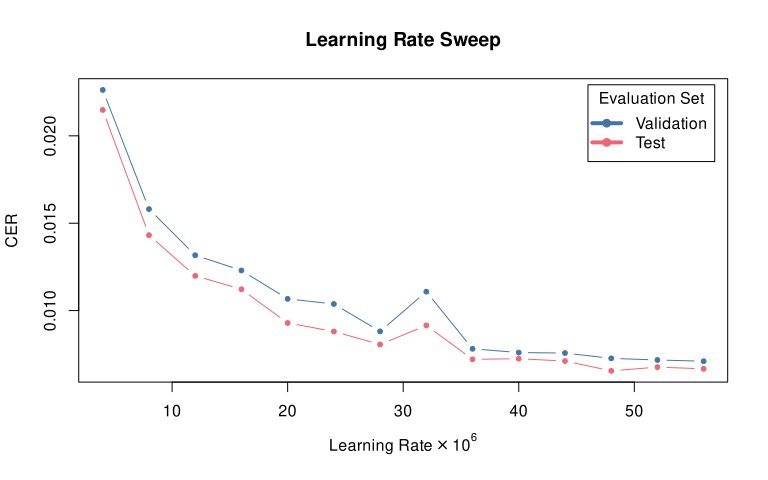 Learning Rate Sweep
Evaluation Set
Validation
Test
CER
0.020
0.015
0.010
10 20 30 40 50
Learning Rate × 10⁶